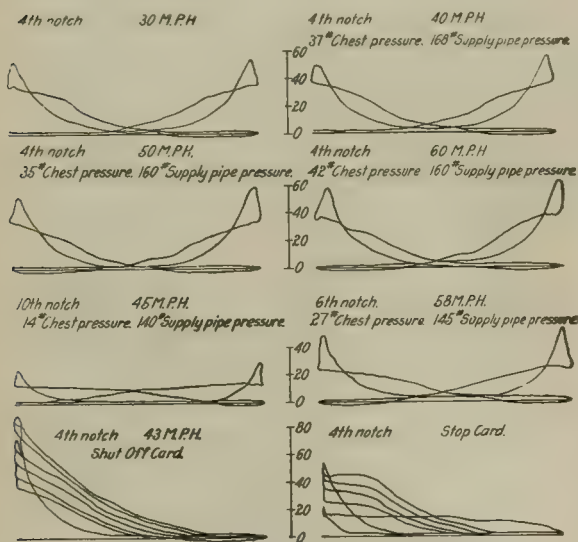 4th notch 30 M.P.H.
4th notch 40 M.P.H.
37# Chest pressure. 168# Supply pipe pressure.
60
40
20
0
4th notch 50 M.P.H.
35# Chest pressure. 160# Supply pipe pressure.
4th notch 60 M.P.H
42# Chest pressure 160# Supply pipe pressure.
60
40
20
0
10th notch 45 M.P.H.
14# Chest pressure. 140# Supply pipe pressure.
6th notch. 58 M.P.H.
27# Chest pressure 145# Supply pipe pressure.
40
20
0
4th notch 43 M.P.H.
Shut Off Card.
80
60
40
20
0
4th notch Stop Card.